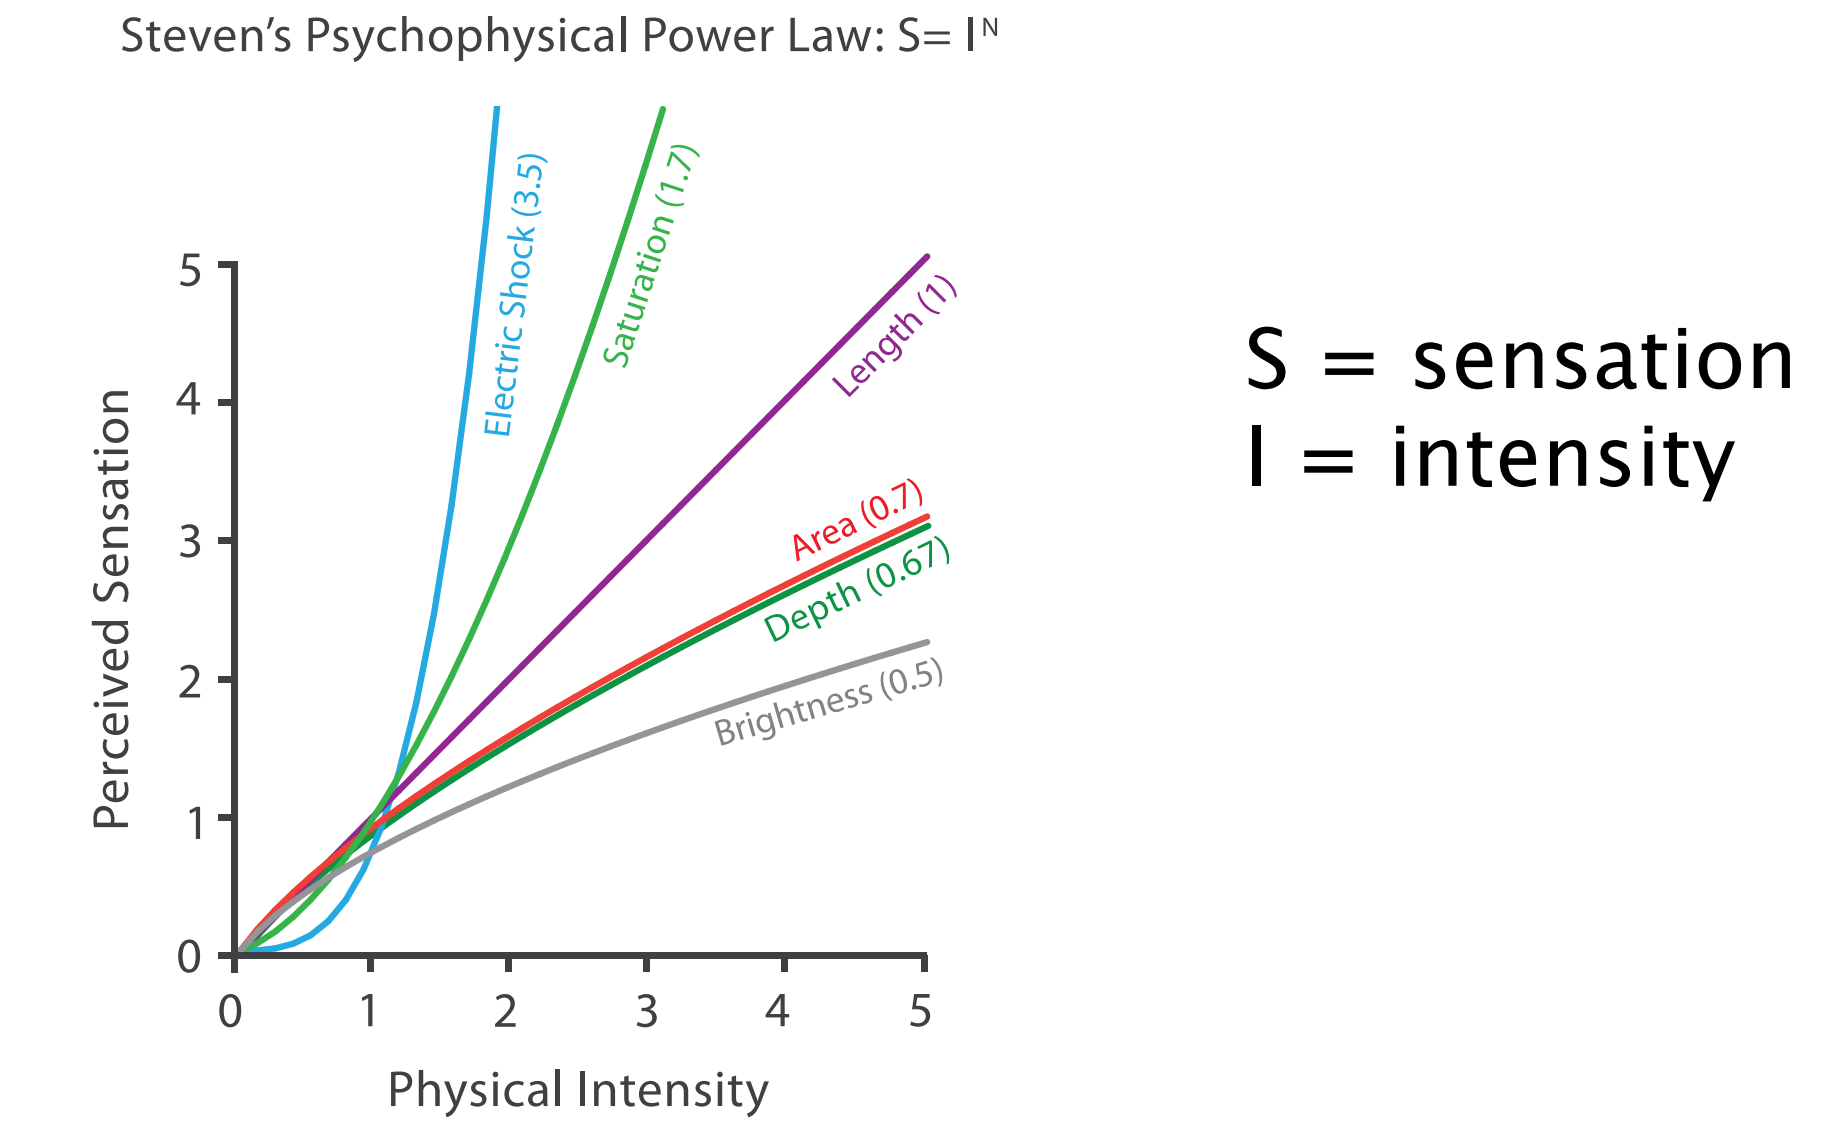 Steven's Psychophysical Power Law: S= I N
Electric Shock (3.5)
Saturation (1.7)
Length (1)
Area (0.7)
Depth (0.67)
Brightness (0.5)
Perceived Sensation
5
4
3
2
1
0
0 1 2 3 4 5
Physical Intensity
S = sensation
I = intensity